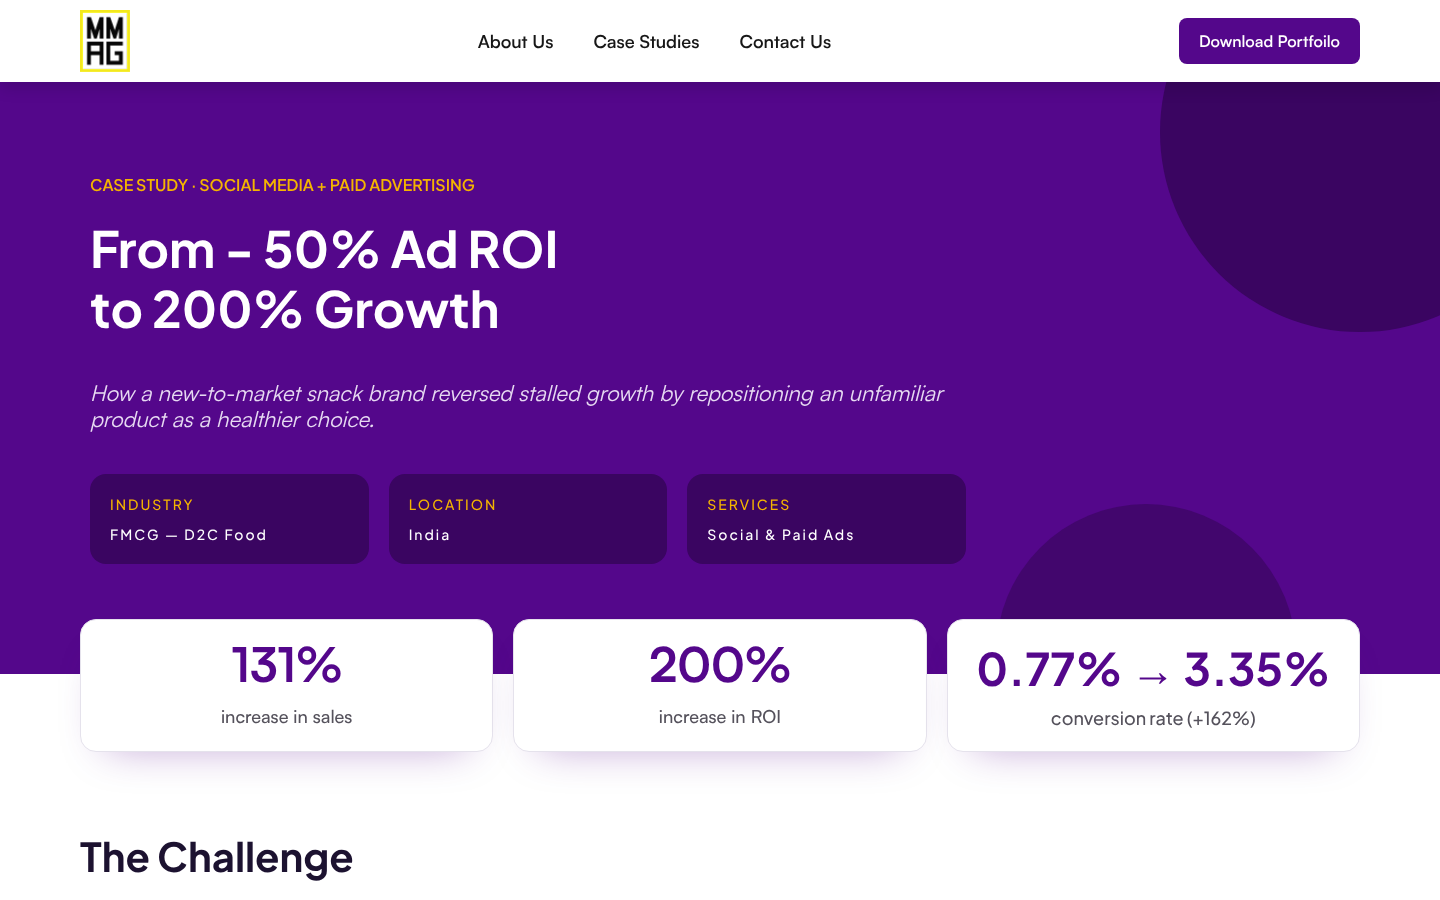 MM
AG
About Us
Case Studies
Contact Us
Download Portfoilo
CASE STUDY · SOCIAL MEDIA + PAID ADVERTISING
From - 50% Ad ROI
to 200% Growth
How a new-to-market snack brand reversed stalled growth by repositioning an unfamiliar
product as a healthier choice.
INDUSTRY
FMCG — D2C Food
LOCATION
India
SERVICES
Social & Paid Ads
131%
increase in sales
200%
increase in ROI
0.77% → 3.35%
conversion rate (+162%)
The Challenge